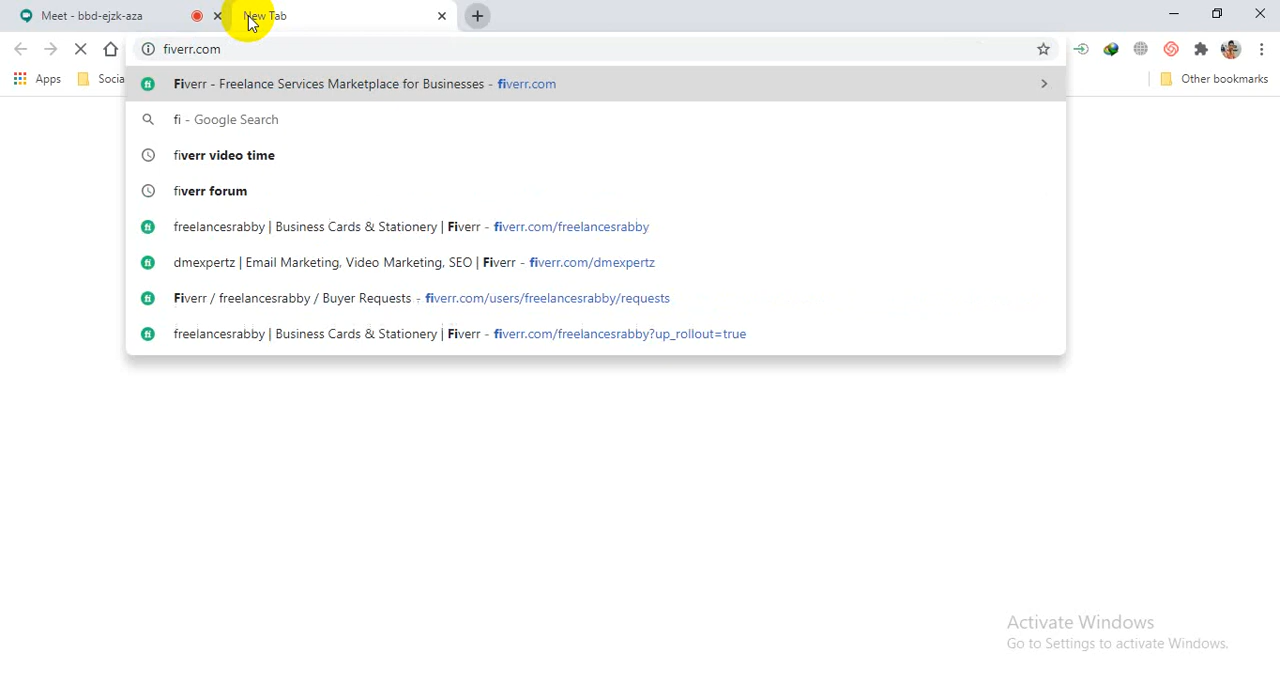 Meet - bbd-ejzk-aza
New Tab
fiverr.com
Apps
Socia
Other bookmarks
Fiverr - Freelance Services Marketplace for Businesses - fiverr.com
fi - Google Search
fiverr video time
fiverr forum
freelancesrabby | Business Cards & Stationery | Fiverr - fiverr.com/freelancesrabby
dmexpertz | Email Marketing, Video Marketing, SEO | Fiverr - fiverr.com/dmexpertz
Fiverr / freelancesrabby / Buyer Requests - fiverr.com/users/freelancesrabby/requests
freelancesrabby | Business Cards & Stationery | Fiverr - fiverr.com/freelancesrabby?up_rollout=true
Activate Windows
Go to Settings to activate Windows.